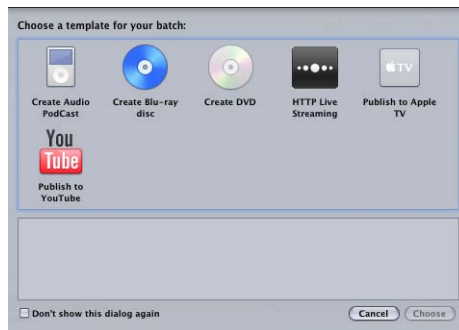 Choose a template for your batch:
tv
Create Audio PodCast
Create Blu-ray disc
Create DVD
HTTP Live Streaming
Publish to Apple TV
You
Tube
Publish to YouTube
Don't show this dialog again
Cancel
Choose